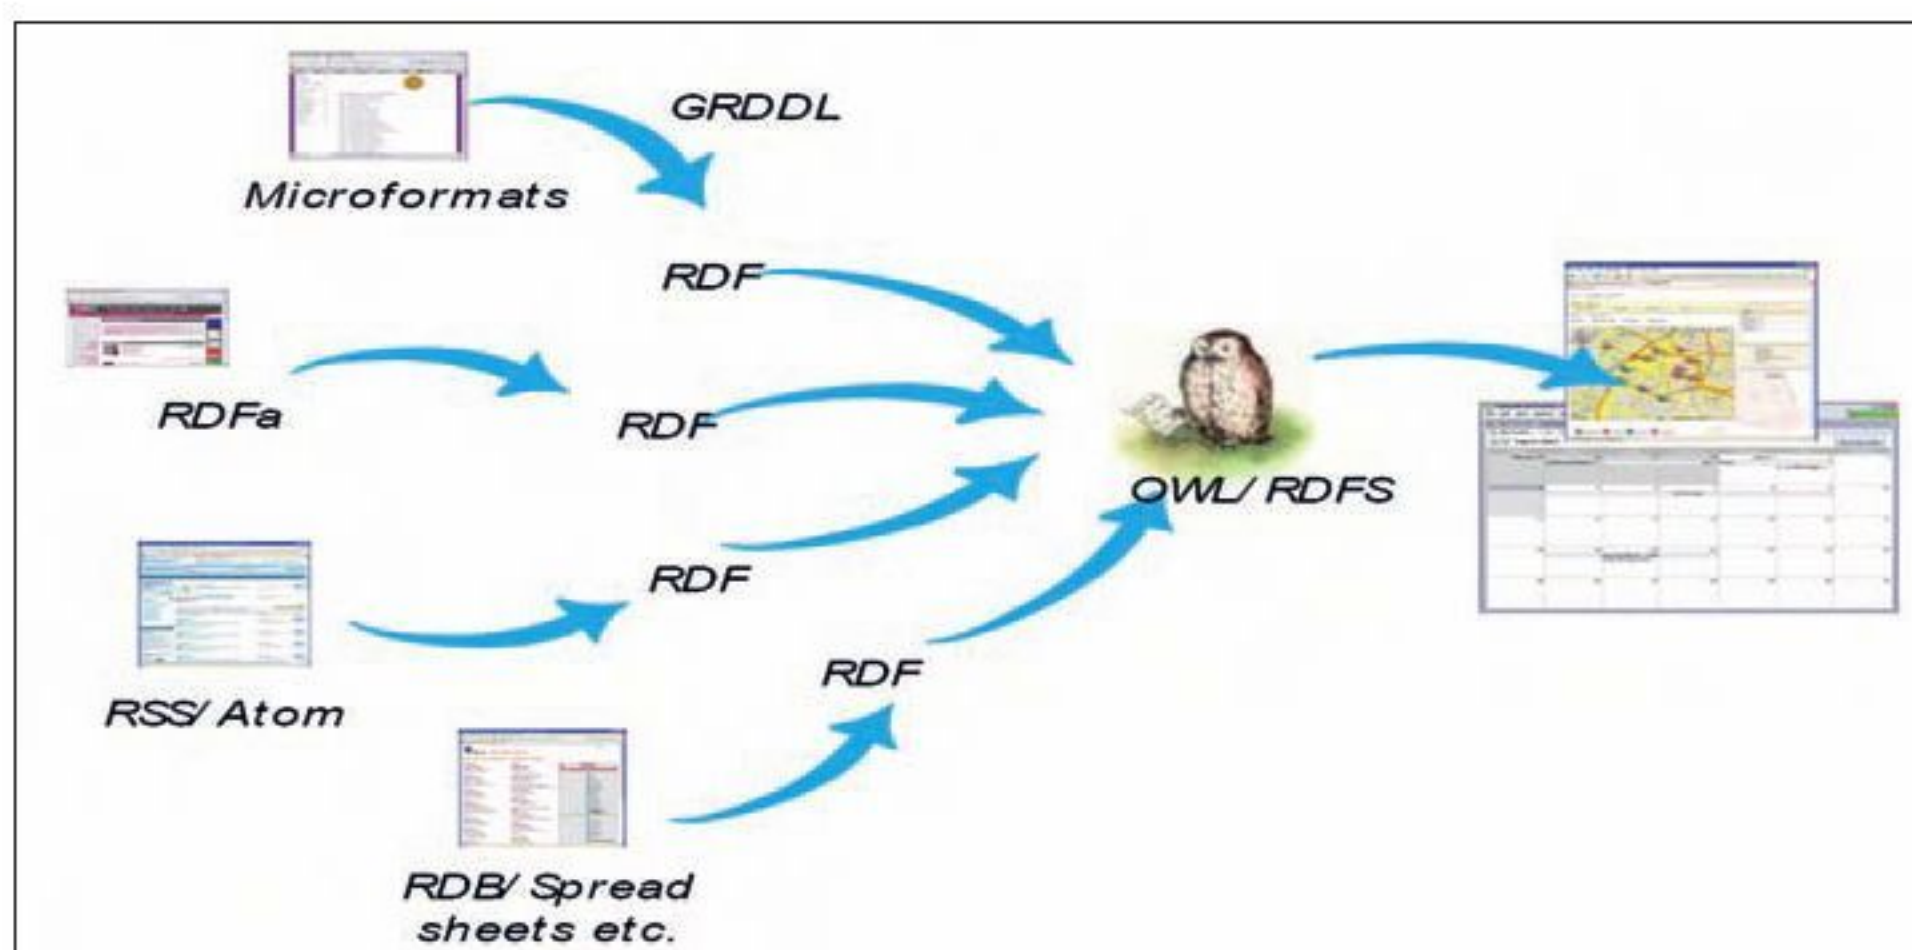 GRDDL
Microformats
RDF
RDFa
RDF
OWL/ RDFS
RDF
RDF
RSS/ Atom
RDB/ Spread
sheets etc.